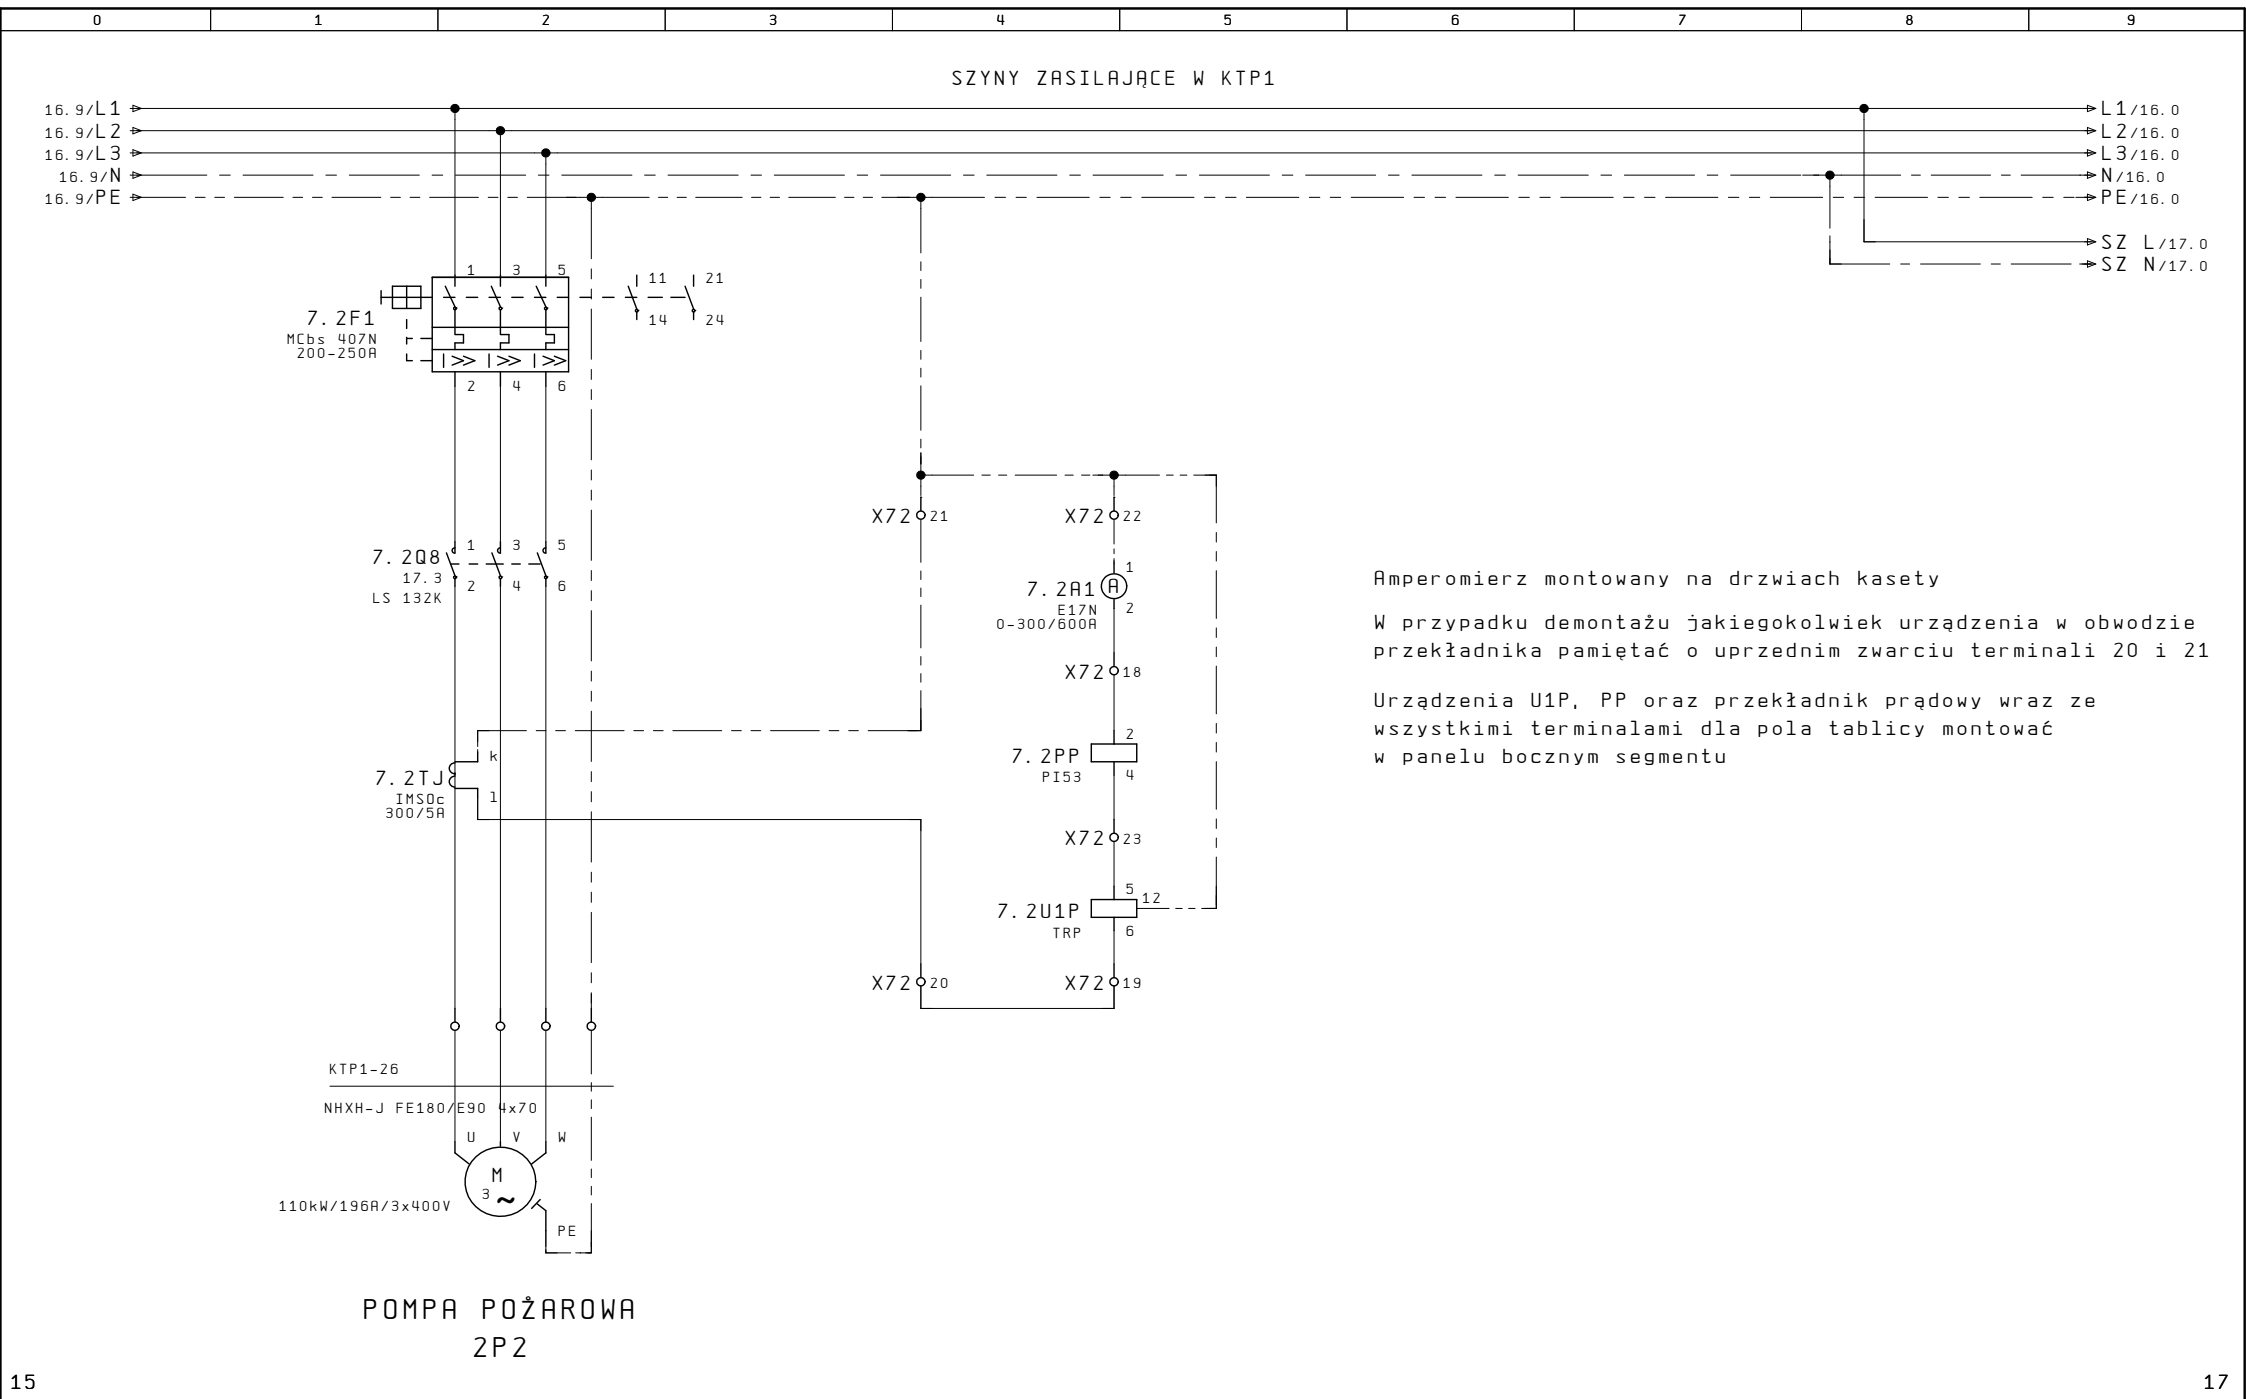 0 1 2 3 4 5 6 7 8 9
SZYNY ZASILAJĄCE W KTP1
16.9/L1 L1/16.0
16.9/L2 L2/16.0
16.9/L3 L3/16.0
16.9/N N/16.0
16.9/PE PE/16.0
SZ L/17.0
SZ N/17.0
1 3 5 11 21
7.2F1
14 24
MCbs 407N
200-250A
|>> |>> |>>
2 4 6
X72 21 X72 22
1 3 5
7.2Q8
17.3
2 4 6
LS 132K
1
7.2A1 A
E17N 2
0-300/600A
X72 18
Amperomierz montowany na drzwiach kasety
W przypadku demontażu jakiegokolwiek urządzenia w obwodzie
przekładnika pamiętać o uprzednim zwarciu terminali 20 i 21
Urządzenia U1P, PP oraz przekładnik prądowy wraz ze
wszystkimi terminalami dla pola tablicy montować
w panelu bocznym segmentu
k
7.2TJ
IMSOc l
300/5A
2
7.2PP
PI53 4
X72 23
5 12
7.2U1P
TRP 6
X72 20 X72 19
KTP1-26
NHXH-J FE180/E90 4x70
U V W
M
3 ~
110kW/196A/3x400V
PE
POMPA POŻAROWA
2P2
15 17